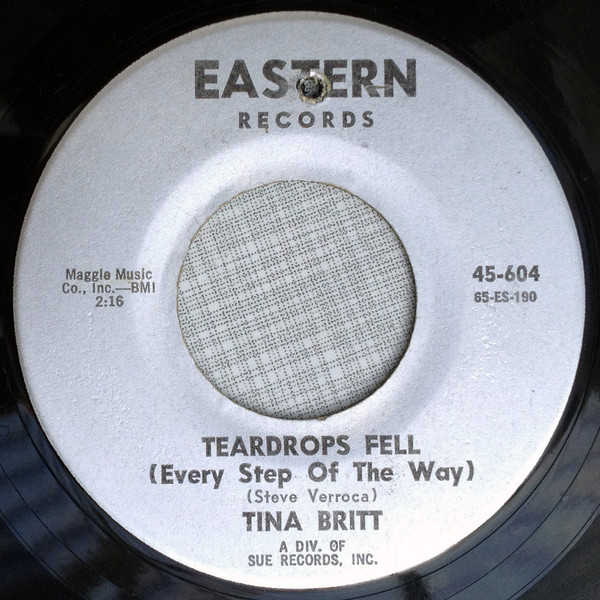 EASTERN
RECORDS
Maggie Music
Co., Inc.—BMI
2:16
45-604
65-ES-190
TEARDROPS FELL
(Every Step Of The Way)
(Steve Verroca)
TINA BRITT
A DIV. OF
SUE RECORDS, INC.